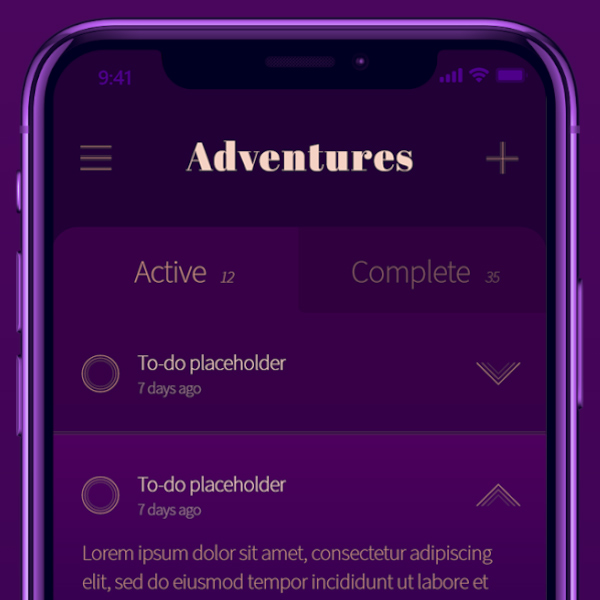 9:41
Adventures
Active 12
Complete 35
To-do placeholder
7 days ago
To-do placeholder
7 days ago
Lorem ipsum dolor sit amet, consectetur adipiscing
elit, sed do eiusmod tempor incididunt ut labore et